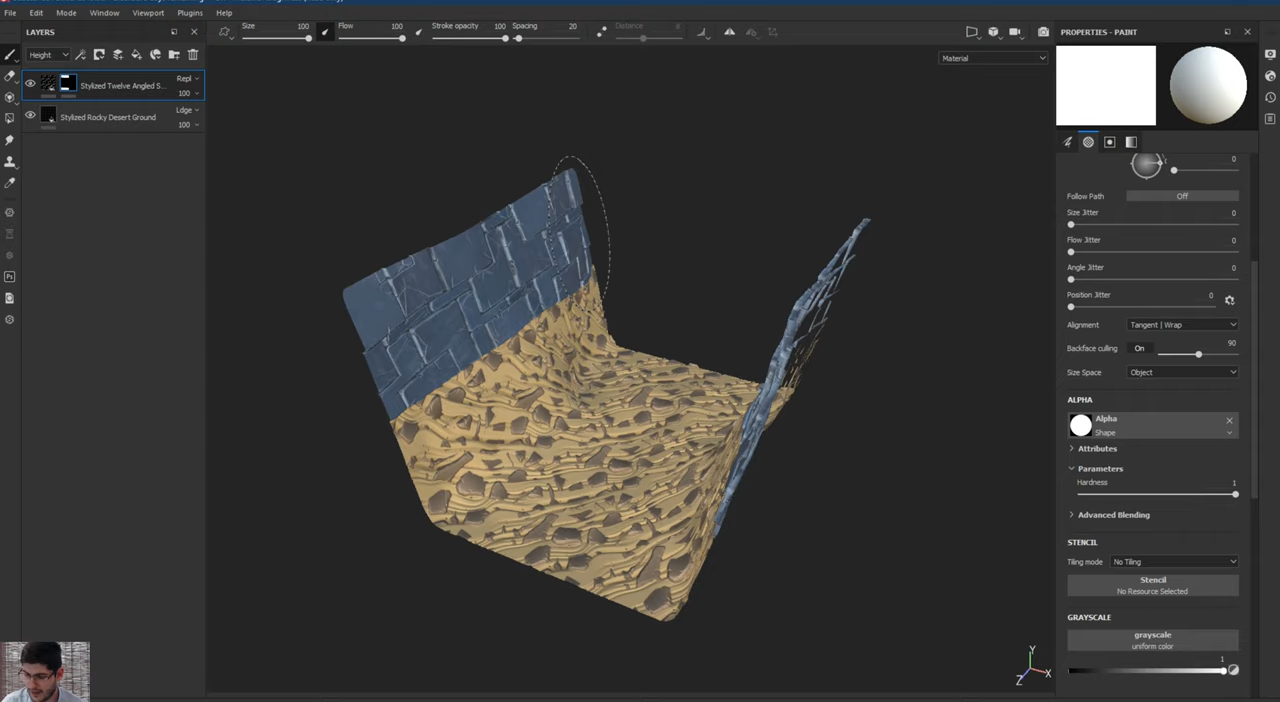 File Edit Mode Window Viewport Plugins Help
LAYERS
Height
Stylized Twelve Angled S...
Repl
100
Stylized Rocky Desert Ground
Ldge
100
Size 100
Flow 100
Stroke opacity 100
Spacing 20
Distance 8
Material
Y
X
Z
PROPERTIES - PAINT
0
Follow Path Off
Size Jitter 0
Flow Jitter 0
Angle Jitter 0
Position Jitter 0
Alignment Tangent | Wrap
Backface culling On 90
Size Space Object
ALPHA
Alpha
Shape
Attributes
Parameters
Hardness 1
Advanced Blending
STENCIL
Tiling mode No Tiling
Stencil
No Resource Selected
GRAYSCALE
grayscale
uniform color
1
Ps